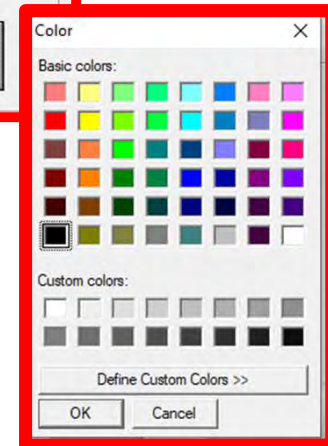 Color
Basic colors:
Custom colors:
Define Custom Colors >>
OK Cancel